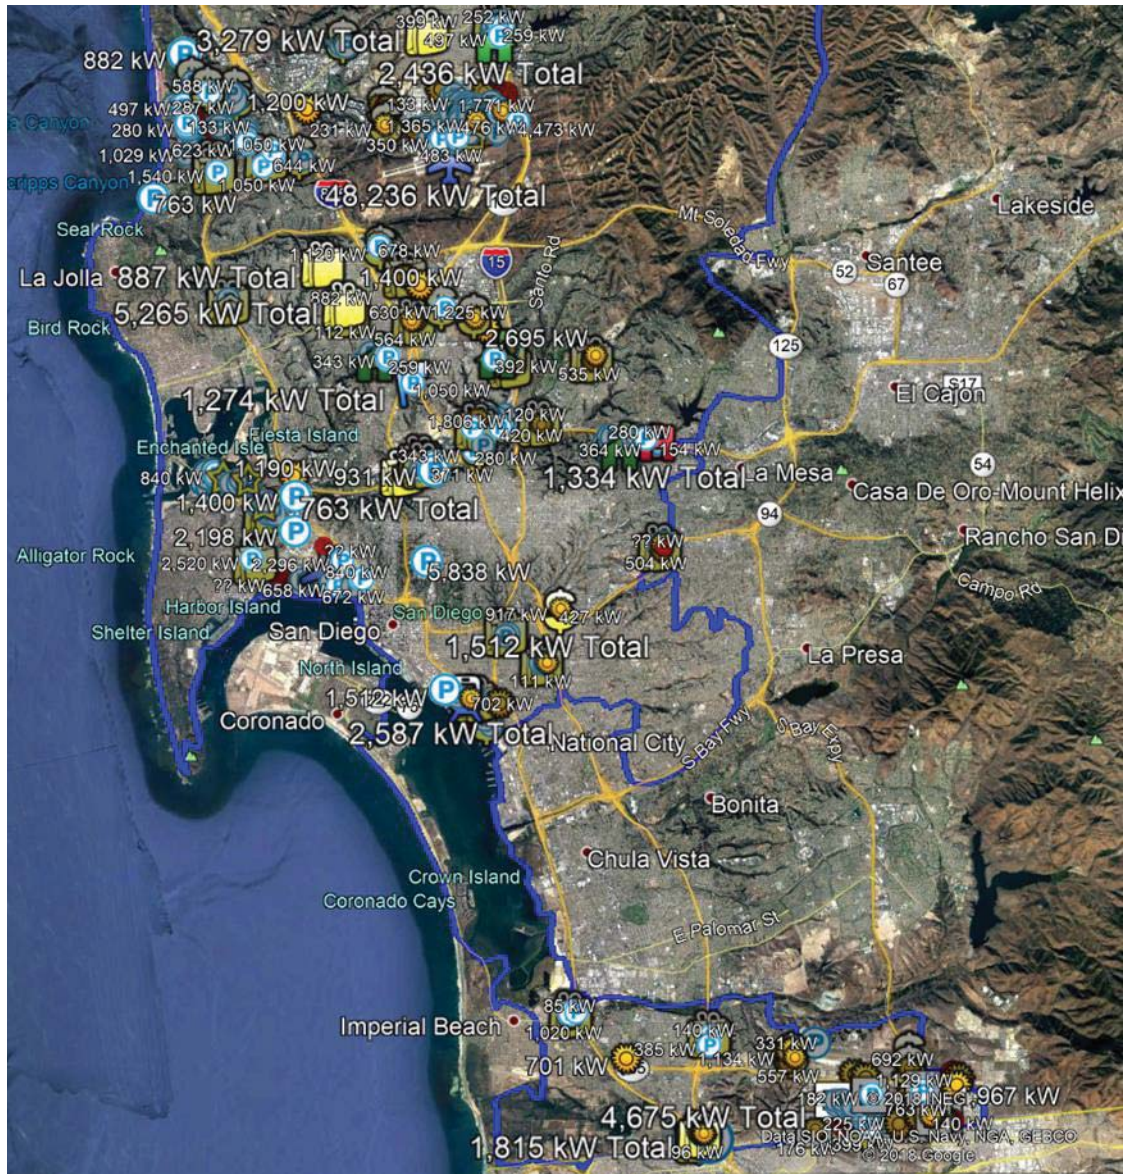 399 kW
252 kW
3,279 kW Total
497 kW
259 kW
882 kW
2,436 kW Total
588 kW
497 kW
287 kW
1,200 kW
133 kW
1,771 kW
280 kW
133 kW
231 kW
1,365 kW
476 kW
4,473 kW
a Canyon
623 kW
1,050 kW
350 kW
483 kW
1,029 kW
644 kW
1,540 kW
1,050 kW
cripps Canyon
48,236 kW Total
763 kW
Lakeside
Seal Rock
Mt Soledad Fwy
1,120 kW
678 kW
15
Santo Rd
Santee
52
67
La Jolla
887 kW Total
1,400 kW
882 kW
5,265 kW Total
630 kW
1,225 kW
Bird Rock
112 kW
564 kW
2,695 kW
125
343 kW
259 kW
392 kW
535 kW
S17
El Cajon
1,274 kW Total
1,050 kW
1,806 kW
120 kW
420 kW
Fiesta Island
Enchanted Isle
280 kW
364 kW
154 kW
343 kW
280 kW
54
840 kW
190 kW
931 kW
371 kW
1,334 kW Total
La Mesa
1,400 kW
763 kW Total
Casa De Oro-Mount Helix
94
2,198 kW
Rancho San Di
Alligator Rock
2,520 kW
2,296 kW
?? kW
840 kW
5,838 kW
?? kW
504 kW
?? kW
658 kW
672 kW
Campo Rd
Harbor Island
Shelter Island
San Diego
San Diego
917 kW
427 kW
1,512 kW Total
La Presa
North Island
111 kW
1,512 kW
702 kW
Coronado
2,587 kW Total
National City
S Bay Fwy
S Bay Expy
Bonita
Chula Vista
Crown Island
Coronado Cays
E Palomar St
85 kW
Imperial Beach
1,020 kW
140 kW
385 kW
1,134 kW
331 kW
692 kW
701 kW
557 kW
1,129 kW
182 kW
© 2018 INEGI
967 kW
763 kW
4,675 kW Total
225 kW
140 kW
Data SIO, NOAA, U.S. Navy, NGA, GEBCO
1,815 kW Total
96 kW
176 kW
399 kW
© 2018 Google